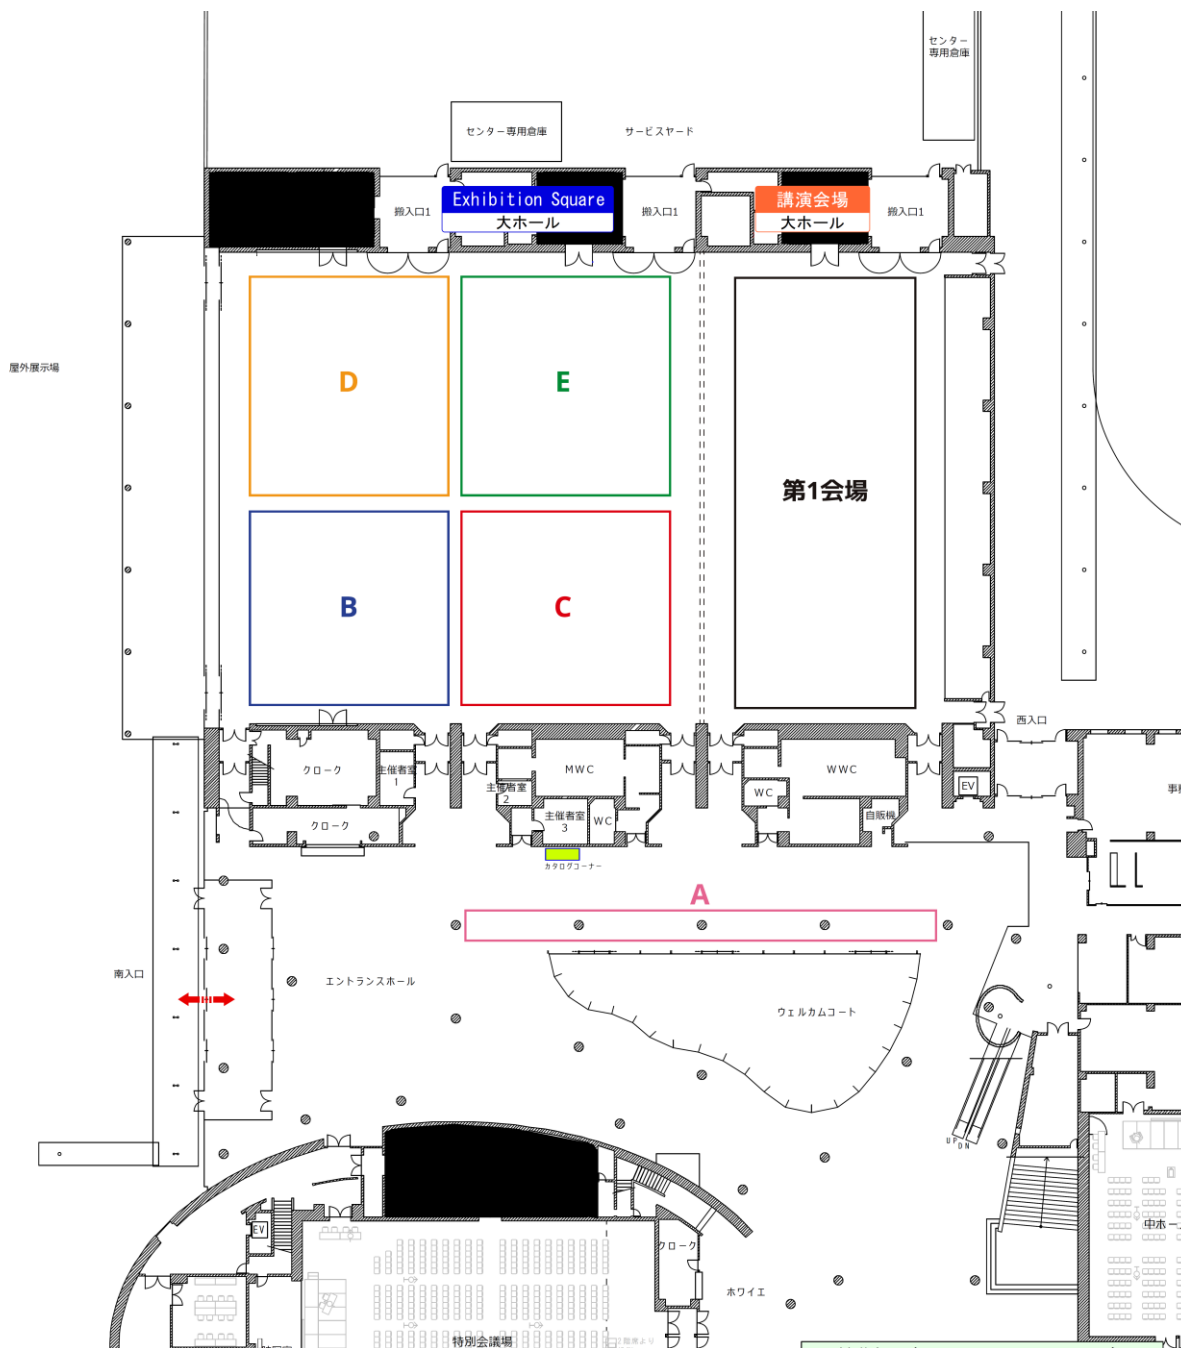 センター
専用倉庫
センター専用倉庫
サービスヤード
Exhibition Square
大ホール
講演会場
大ホール
搬入口1
搬入口1
搬入口1
屋外展示場
D
E
第1会場
B
C
西入口
クローク
主催者室
1
MWC
WWC
主催者室
2
WC
EV
クローク
主催者室
3
WC
自販機
カタログコーナー
A
南入口
エントランスホール
ウェルカムコート
UP
DN
EV
クローク
ホワイエ
特別会議場